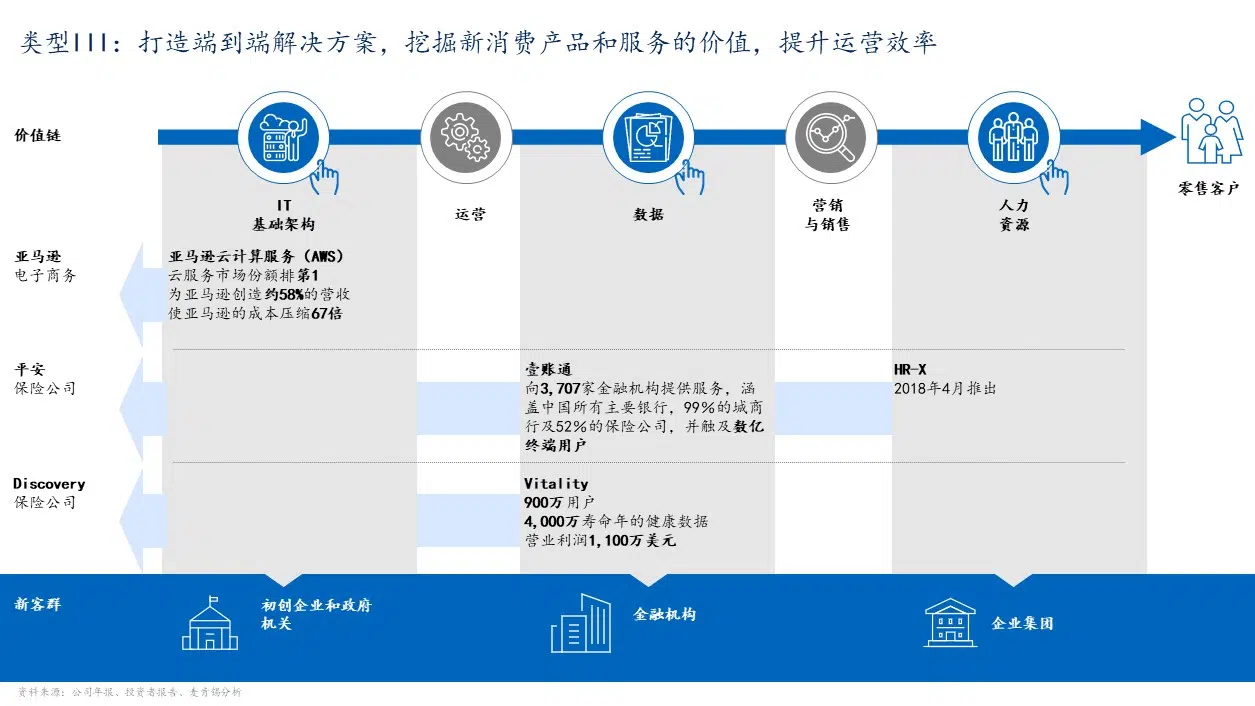 类型III：打造端到端解决方案，挖掘新消费产品和服务的价值，提升运营效率
价值链
零售客户
IT
基础架构
运营
数据
营销
与销售
人力
资源
亚马逊
电子商务
亚马逊云计算服务（AWS）
云服务市场份额排第1
为亚马逊创造约58%的营收
使亚马逊的成本压缩67倍
平安
保险公司
壹账通
向3,707家金融机构提供服务，涵
盖中国所有主要银行，99%的城商
行及52%的保险公司，并触及数亿
终端用户
HR-X
2018年4月推出
Discovery
保险公司
Vitality
900万用户
4,000万寿命年的健康数据
营业利润1,100万美元
新客群
初创企业和政府
机关
金融机构
企业集团
资料来源：公司年报、投资者报告、麦肯锡分析